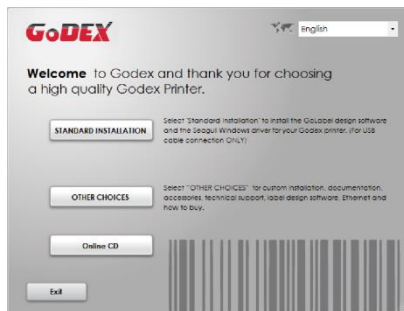 GoDEX
English
Welcome to Godex and thank you for choosing
a high quality Godex Printer.
STANDARD INSTALLATION
Select "Standard Installation" to install the GoLabel design software
and the Seagull Windows driver for your Godex printer. (For USB
cable connection ONLY)
OTHER CHOICES
Select "OTHER CHOICES" for custom installation, documentation,
accessories, technical support, label design software, Ethernet and
how to buy.
Online CD
Exit